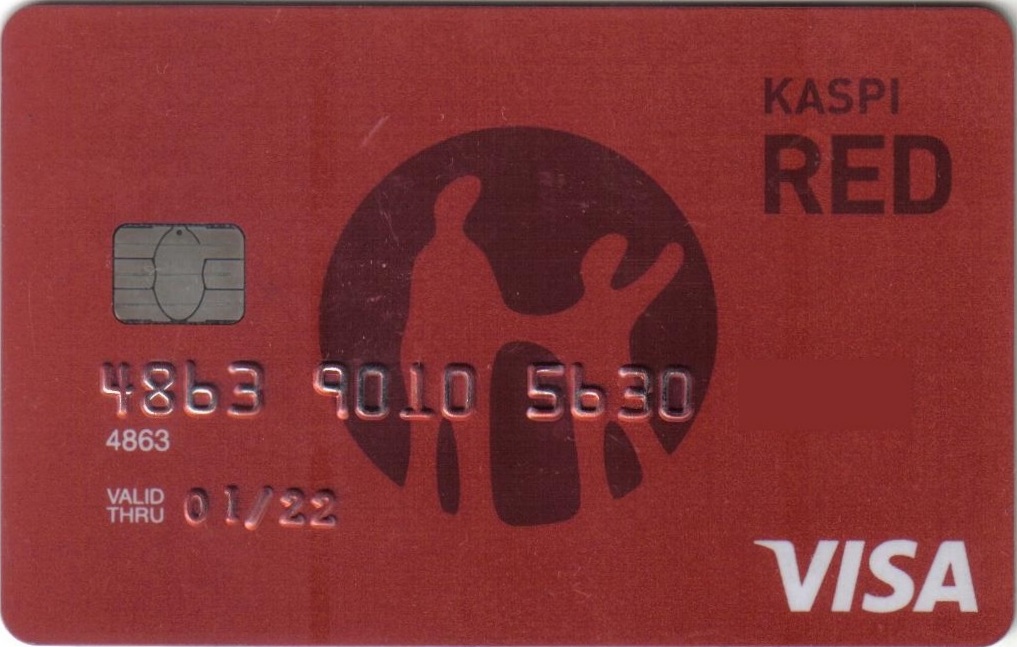 KASPI
RED
4863 9010 5630
4863
VALID
THRU 01/22
VISA